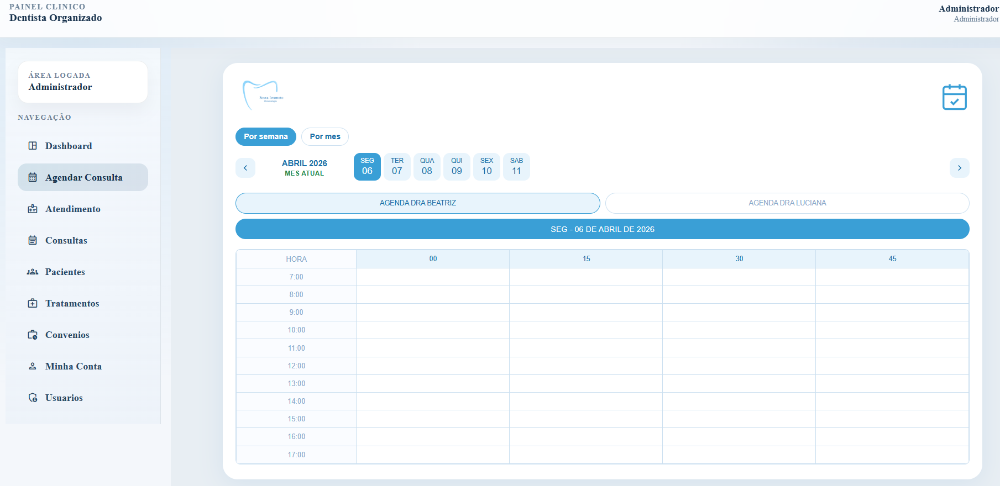 PAINEL CLINICO
Dentista Organizado
Administrador
Administrador
ÁREA LOGADA
Administrador
NAVEGAÇÃO
Dashboard
Agendar Consulta
Atendimento
Consultas
Pacientes
Tratamentos
Convenios
Minha Conta
Usuarios
Sousa Iwamoto
Odontologia
Por semana Por mes
ABRIL 2026
MES ATUAL
SEG TER QUA QUI SEX SAB
06 07 08 09 10 11
AGENDA DRA BEATRIZ AGENDA DRA LUCIANA
SEG - 06 DE ABRIL DE 2026
HORA 00 15 30 45
7:00
8:00
9:00
10:00
11:00
12:00
13:00
14:00
15:00
16:00
17:00